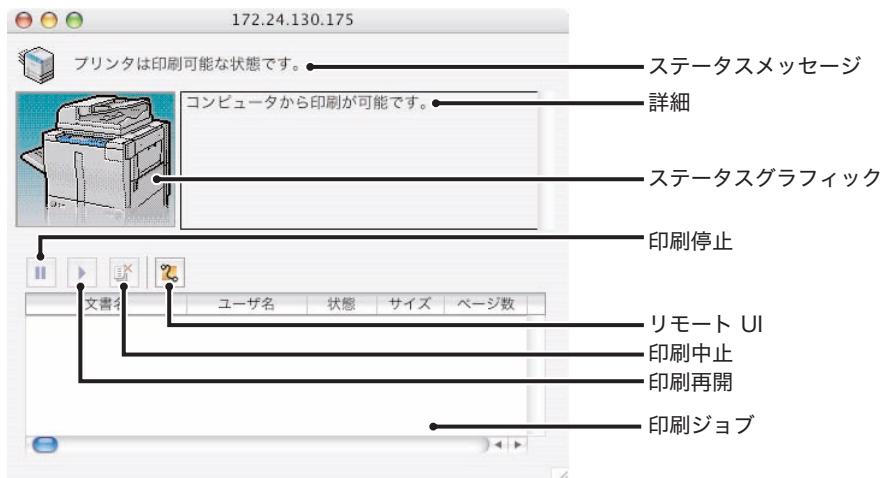 172.24.130.175
プリンタは印刷可能な状態です。
ステータスメッセージ
コンピュータから印刷が可能です。
詳細
ステータスグラフィック
印刷停止
文書名 ユーザ名 状態 サイズ ページ数
リモート UI
印刷中止
印刷再開
印刷ジョブ